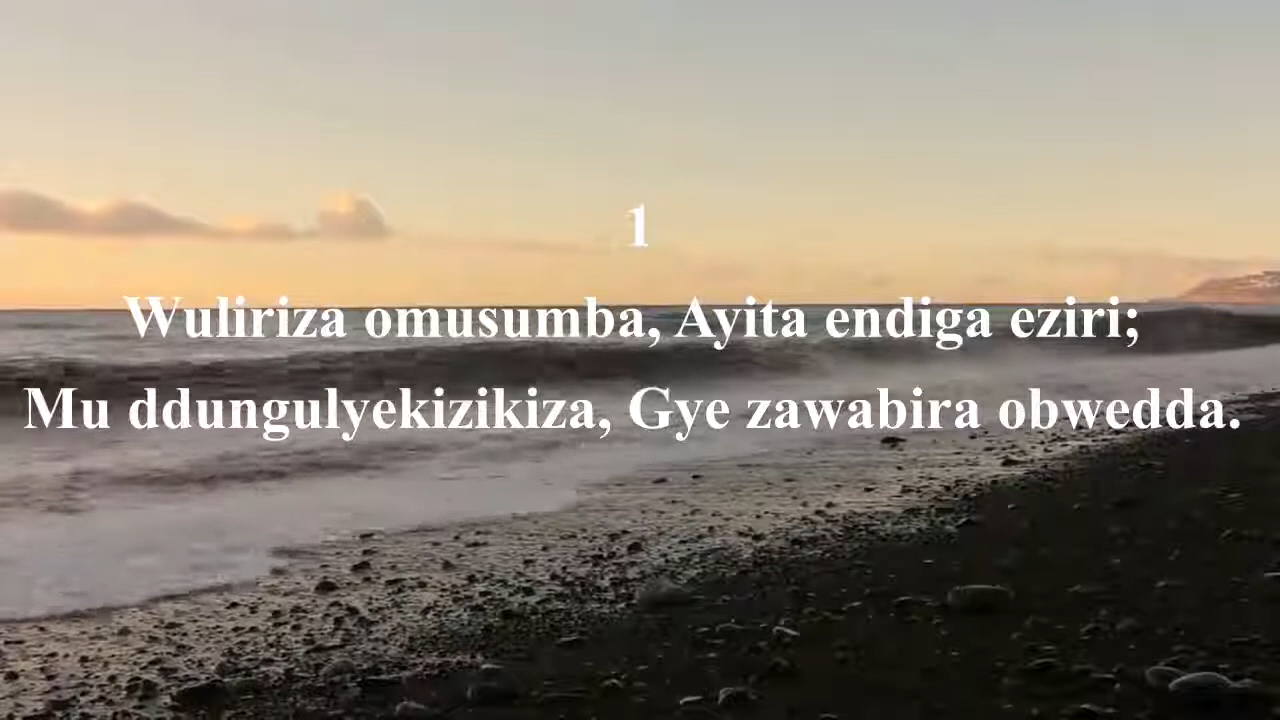 1
Wuliriza omusumba, Ayita endiga eziri;
Mu ddungulyekizikiza, Gye zawabira obwedda.